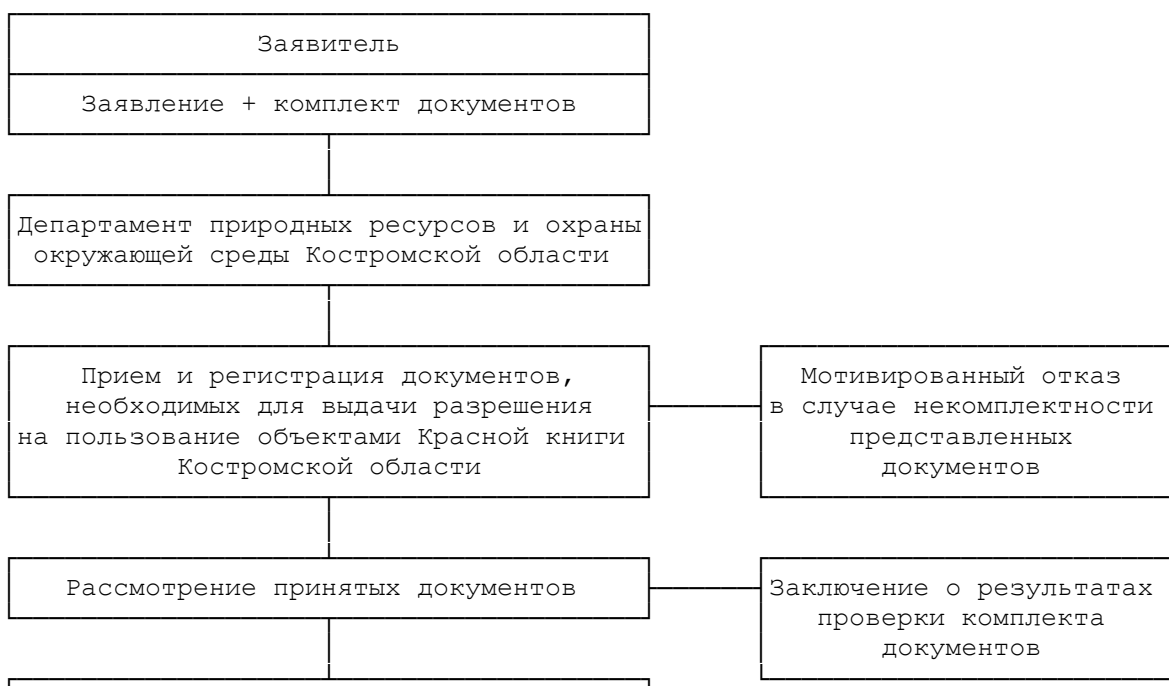 Заявитель
Заявление + комплект документов
Департамент природных ресурсов и охраны
окружающей среды Костромской области
Прием и регистрация документов,
необходимых для выдачи разрешения
на пользование объектами Красной книги
Костромской области
Мотивированный отказ
в случае некомплектности
представленных
документов
Рассмотрение принятых документов
Заключение о результатах
проверки комплекта
документов